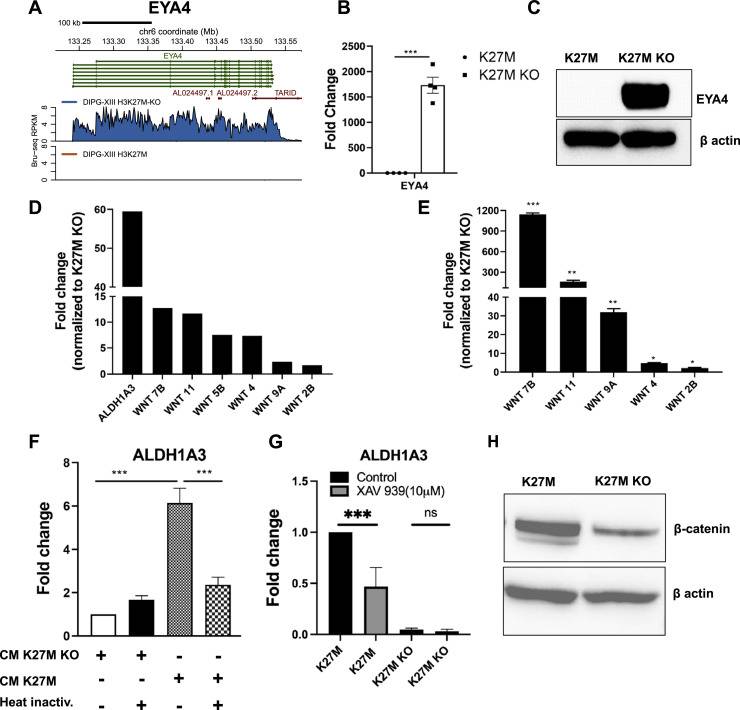 A
EYA4
100 kb
chr6 coordinate (Mb)
133.25 133.30 133.35 133.40 133.45 133.50 133.55
EYA4
AL024497.1 AL024497.2 TARID
DIPG-XIII H3K27M-KO
8
4
0
DIPG-XIII H3K27M
8
4
0
Bru-seq RPKM
B
Fold Change
2500
2000
1500
1000
500
0
***
K27M
K27M KO
EYA4
C
K27M K27M KO
EYA4
β actin
D
Fold change
(normalized to K27M KO)
60
50
40
15
10
5
0
ALDH1A3
WNT 7B
WNT 11
WNT 5B
WNT 4
WNT 9A
WNT 2B
E
Fold change
(normalized to K27M KO)
1200
900
600
300
40
30
20
10
0
***
**
**
*
*
WNT 7B
WNT 11
WNT 9A
WNT 4
WNT 2B
F
ALDH1A3
Fold change
8
6
4
2
0
*** ***
CM K27M KO + + - -
CM K27M - - + +
Heat inactiv. - + - +
G
ALDH1A3
Control
XAV 939(10μM)
Fold change
1.5
1.0
0.5
0.0
*** ns
K27M
K27M
K27M KO
K27M KO
H
K27M K27M KO
β-catenin
β actin